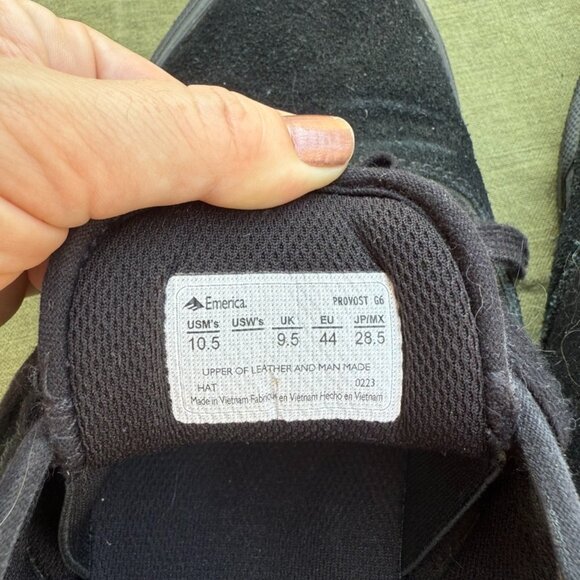 Emerica. PROVOST G6
USM's USW's UK EU JP/MX
10.5 9.5 44 28.5
UPPER OF LEATHER AND MAN MADE
HAT 0223
Made in Vietnam Fabriqué en Vietnam Hecho en Vietnam